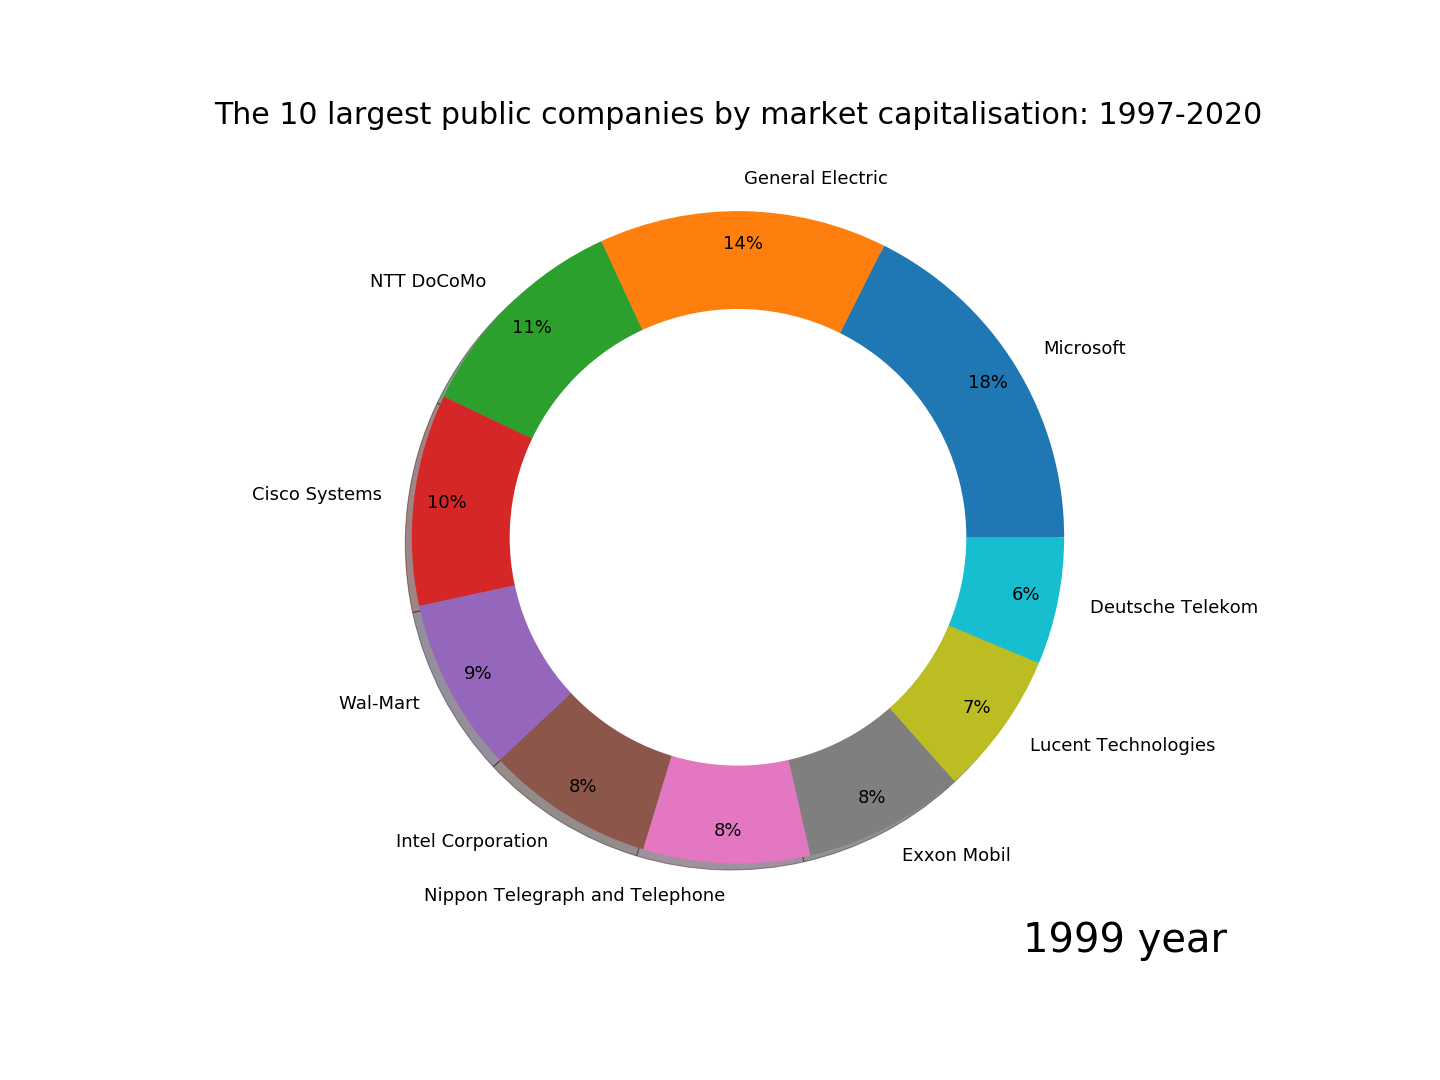 The 10 largest public companies by market capitalisation: 1997-2020
General Electric
14%
NTT DoCoMo
11%
Microsoft
18%
Cisco Systems
10%
Deutsche Telekom
6%
Wal-Mart
9%
Lucent Technologies
7%
Intel Corporation
8%
Exxon Mobil
8%
Nippon Telegraph and Telephone
8%
1999 year